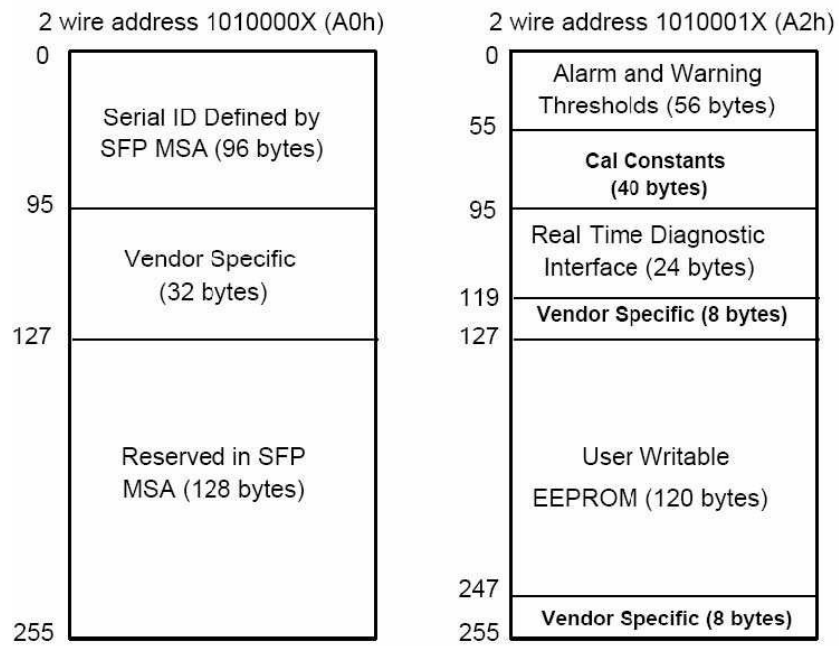 2 wire address 1010000X (A0h)
0
Serial ID Defined by
SFP MSA (96 bytes)
95
Vendor Specific
(32 bytes)
127
Reserved in SFP
MSA (128 bytes)
255
2 wire address 1010001X (A2h)
0
Alarm and Warning
Thresholds (56 bytes)
55
Cal Constants
(40 bytes)
95
Real Time Diagnostic
Interface (24 bytes)
119
Vendor Specific (8 bytes)
127
User Writable
EEPROM (120 bytes)
247
Vendor Specific (8 bytes)
255